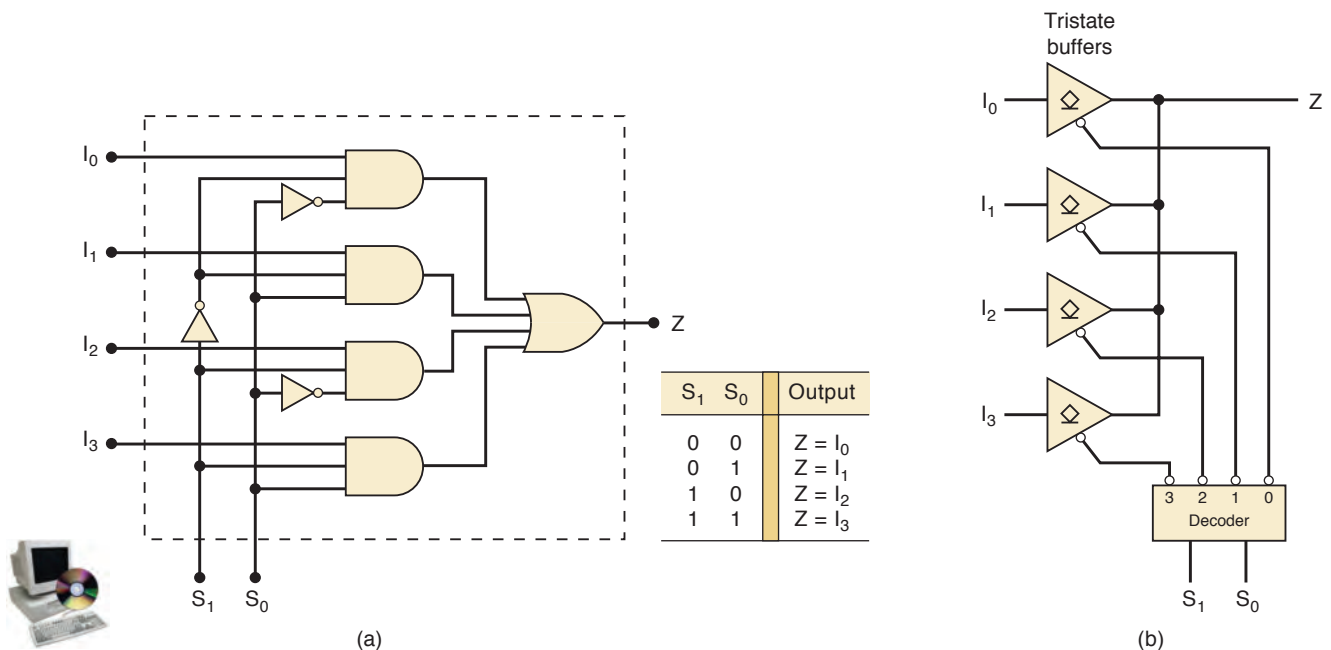 Tristate
buffers
I₀
I₁
I₂
I₃
S₁ S₀
Z
S₁ S₀ Output
0 0 Z = I₀
0 1 Z = I₁
1 0 Z = I₂
1 1 Z = I₃
(a)
I₀
I₁
I₂
I₃
Z
3 2 1 0
Decoder
S₁ S₀
(b)